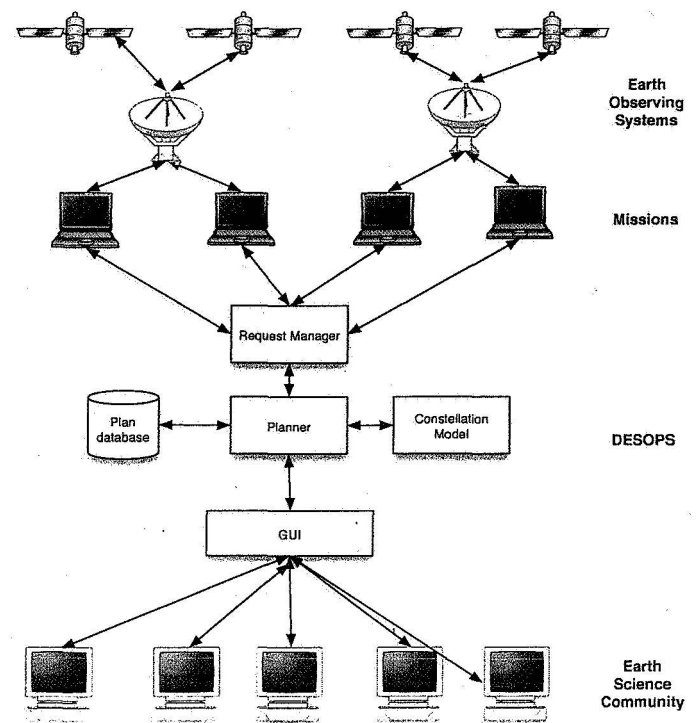 Earth
Observing
Systems
Missions
Request Manager
Plan
database
Planner
Constellation
Model
DESOPS
GUI
Earth
Science
Community